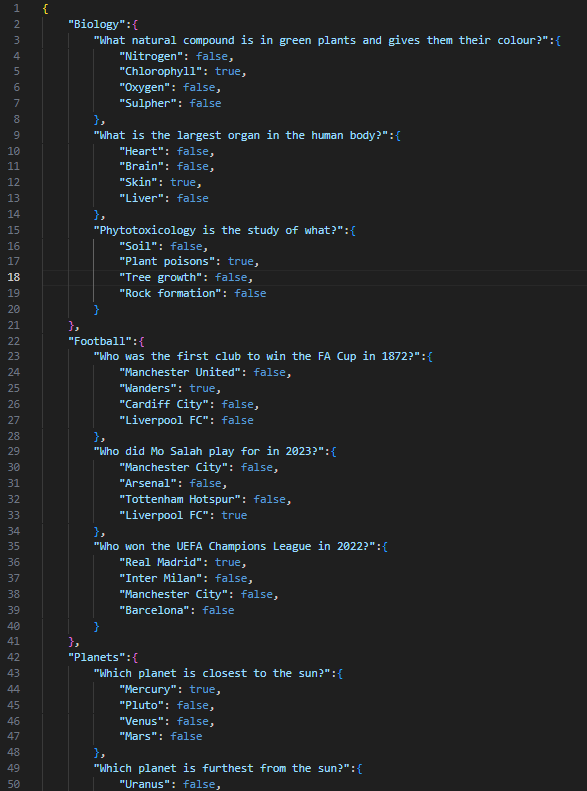 1 {
2 "Biology":{
3 "What natural compound is in green plants and gives them their colour?":{
4 "Nitrogen": false,
5 "Chlorophyll": true,
6 "Oxygen": false,
7 "Sulpher": false
8 },
9 "What is the largest organ in the human body?":{
10 "Heart": false,
11 "Brain": false,
12 "Skin": true,
13 "Liver": false
14 },
15 "Phytotoxicology is the study of what?":{
16 "Soil": false,
17 "Plant poisons": true,
18 "Tree growth": false,
19 "Rock formation": false
20 }
21 },
22 "Football":{
23 "Who was the first club to win the FA Cup in 1872?":{
24 "Manchester United": false,
25 "Wanders": true,
26 "Cardiff City": false,
27 "Liverpool FC": false
28 },
29 "Who did Mo Salah play for in 2023?":{
30 "Manchester City": false,
31 "Arsenal": false,
32 "Tottenham Hotspur": false,
33 "Liverpool FC": true
34 },
35 "Who won the UEFA Champions League in 2022?":{
36 "Real Madrid": true,
37 "Inter Milan": false,
38 "Manchester City": false,
39 "Barcelona": false
40 }
41 },
42 "Planets":{
43 "Which planet is closest to the sun?":{
44 "Mercury": true,
45 "Pluto": false,
46 "Venus": false,
47 "Mars": false
48 },
49 "Which planet is furthest from the sun?":{
50 "Uranus": false,